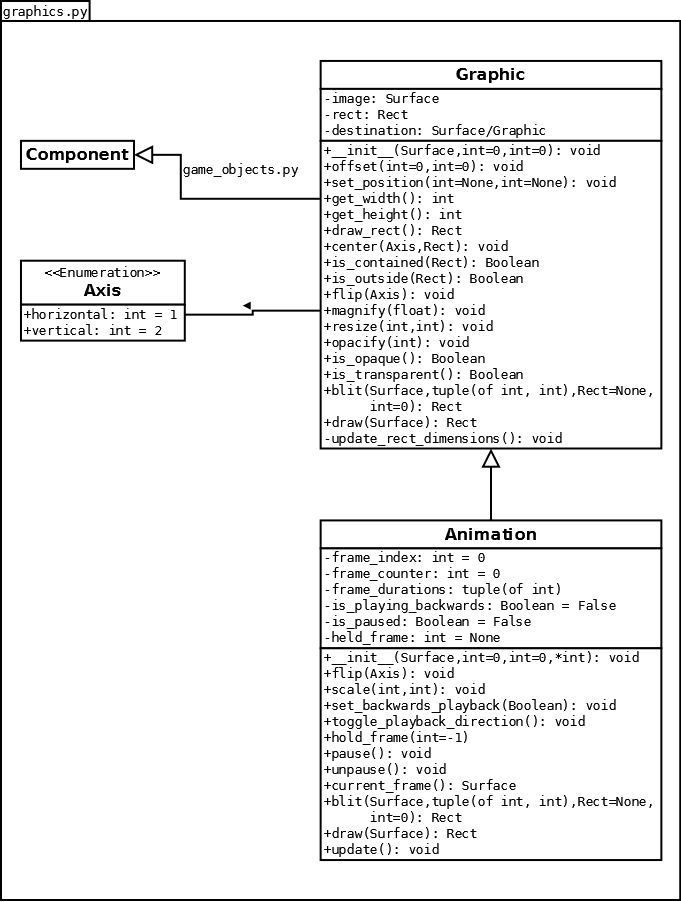 graphics.py
Graphic
-image: Surface
-rect: Rect
-destination: Surface/Graphic
+__init__(Surface,int=0,int=0): void
+offset(int=0,int=0): void
+set_position(int=None,int=None): void
+get_width(): int
+get_height(): int
+draw_rect(): Rect
+center(Axis,Rect): void
+is_contained(Rect): Boolean
+is_outside(Rect): Boolean
+flip(Axis): void
+magnify(float): void
+resize(int,int): void
+opacify(int): void
+is_opaque(): Boolean
+is_transparent(): Boolean
+blit(Surface,tuple(of int, int),Rect=None,
int=0): Rect
+draw(Surface): Rect
-update_rect_dimensions(): void
Component
game_objects.py
<<Enumeration>>
Axis
+horizontal: int = 1
+vertical: int = 2
Animation
-frame_index: int = 0
-frame_counter: int = 0
-frame_durations: tuple(of int)
-is_playing_backwards: Boolean = False
-is_paused: Boolean = False
-held_frame: int = None
+__init__(Surface,int=0,int=0,*int): void
+flip(Axis): void
+scale(int,int): void
+set_backwards_playback(Boolean): void
+toggle_playback_direction(): void
+hold_frame(int=-1)
+pause(): void
+unpause(): void
+current_frame(): Surface
+blit(Surface,tuple(of int, int),Rect=None,
int=0): Rect
+draw(Surface): Rect
+update(): void